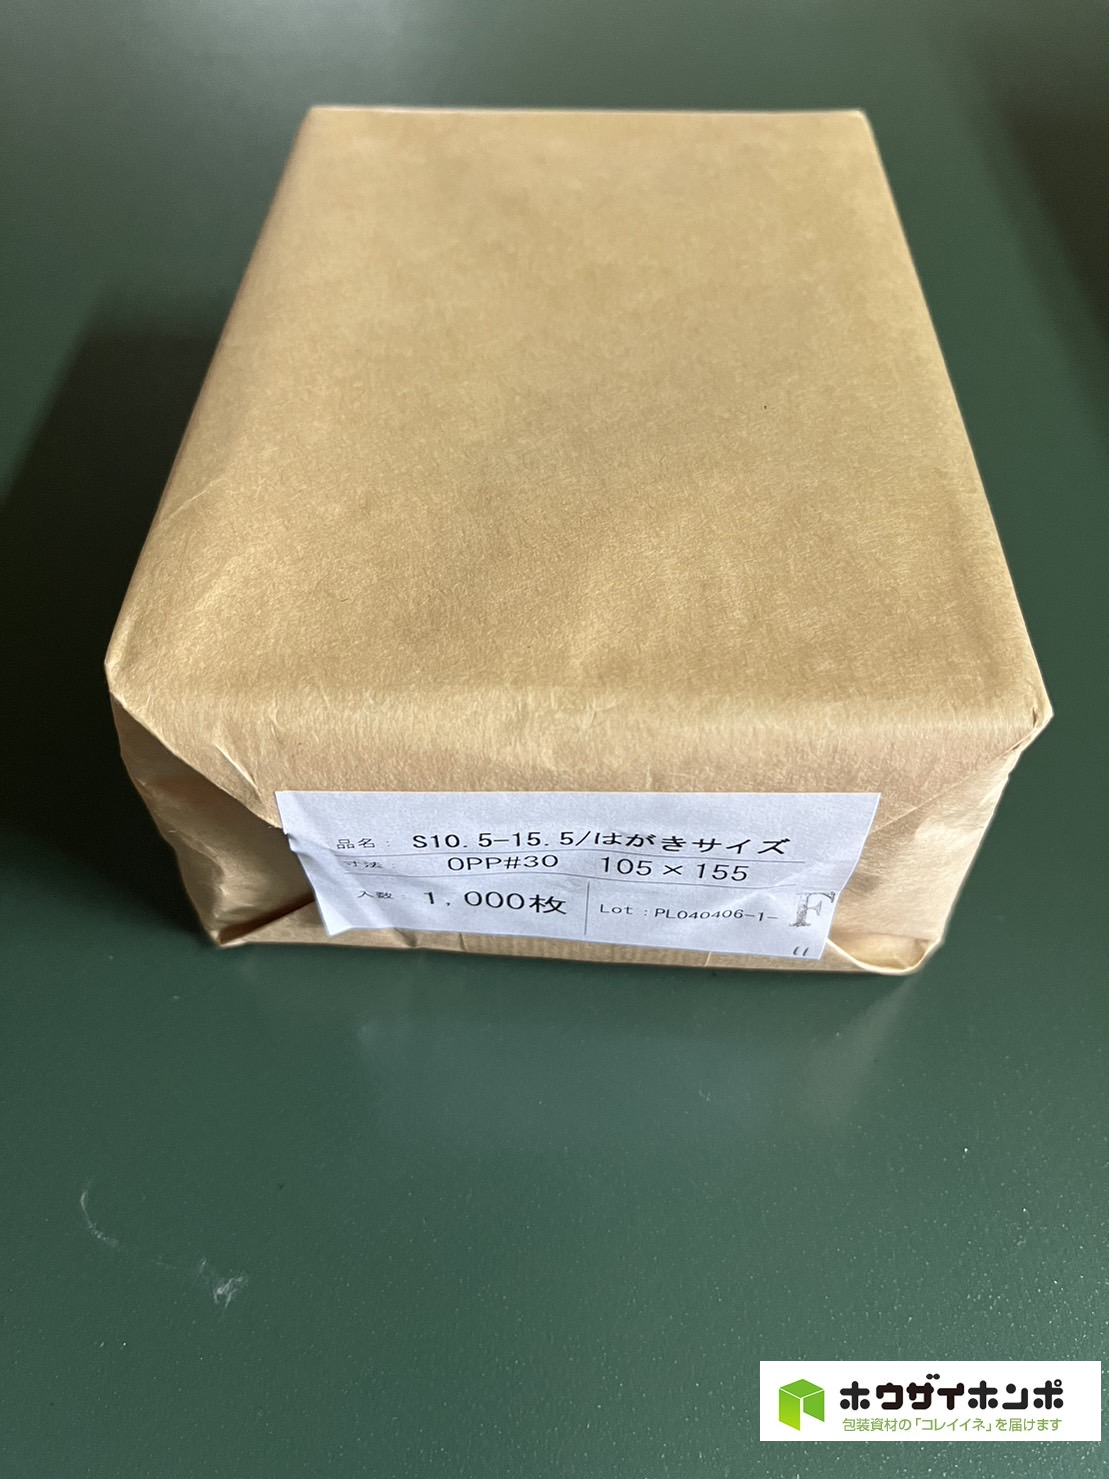 品名: S10.5-15.5/はがきサイズ
寸法: OPP#30 105×155
入数 1,000枚 Lot:PL040406-1- F
ホウザイホンポ
包装資材の「コレイイネ」を届けます